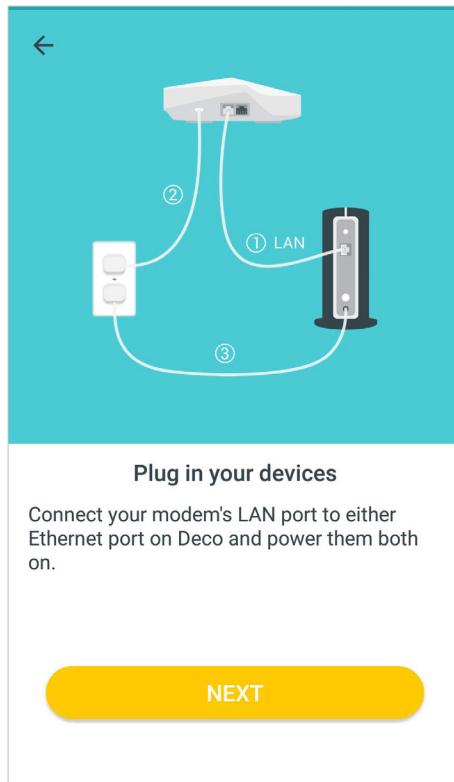 ②
① LAN
③
Plug in your devices
Connect your modem's LAN port to either
Ethernet port on Deco and power them both
on.
NEXT